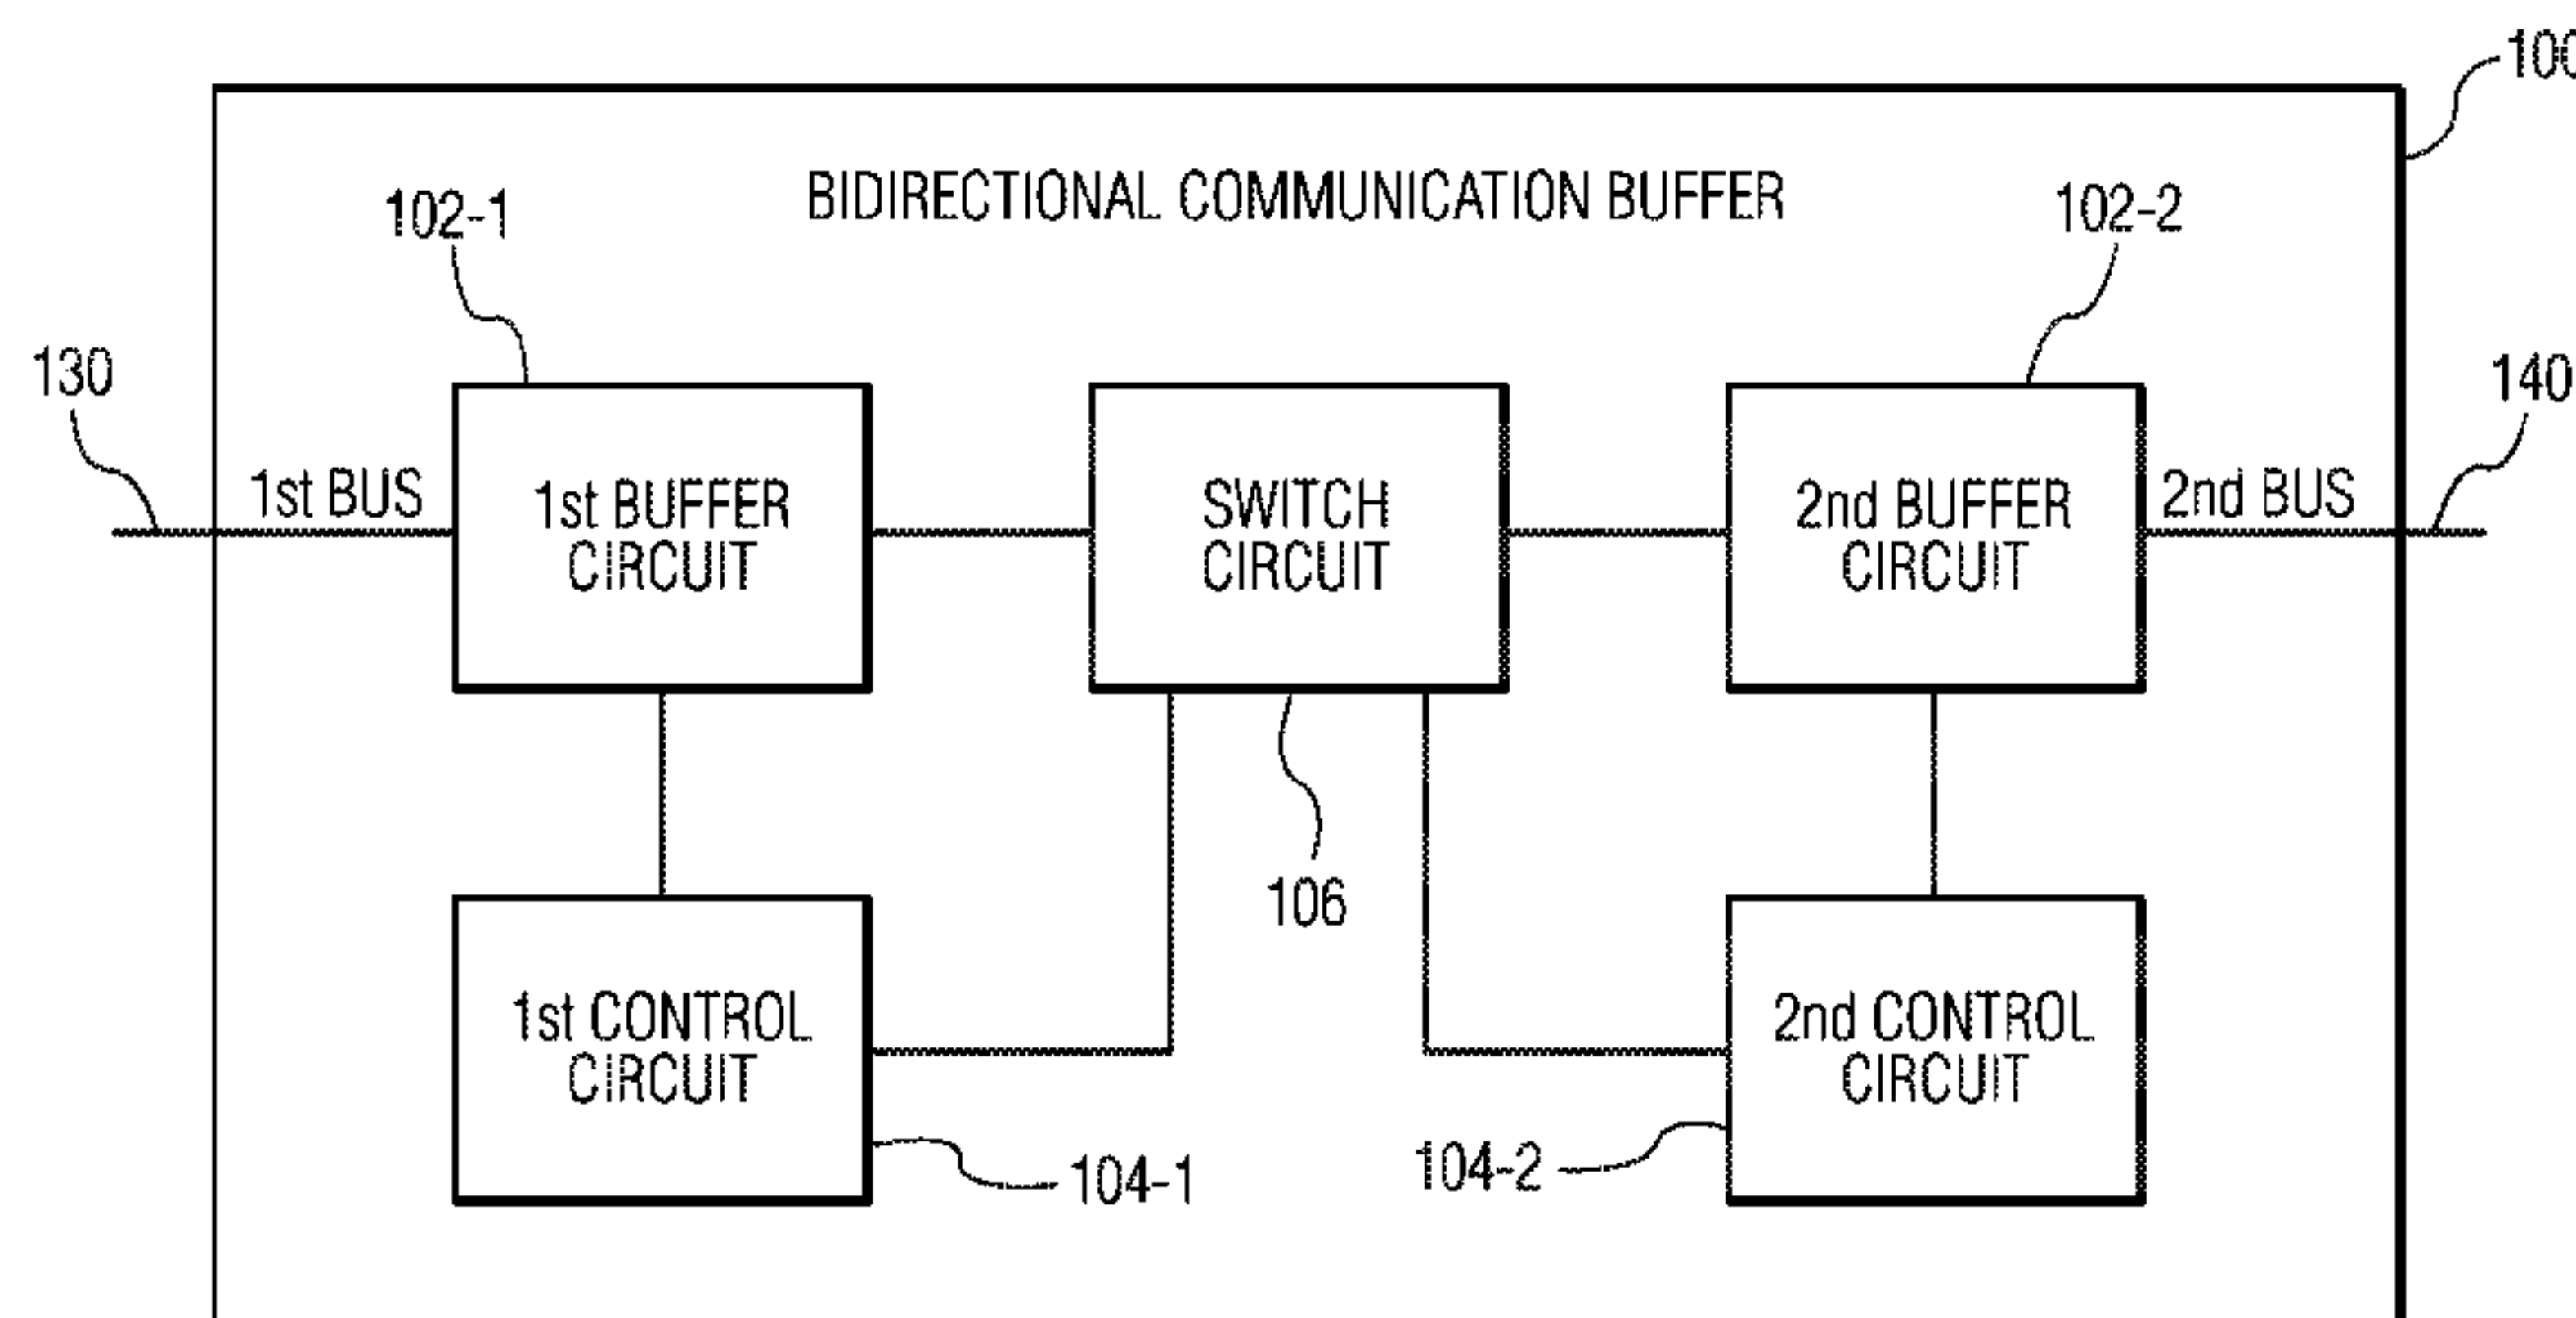 100
BIDIRECTIONAL COMMUNICATION BUFFER
102-1
102-2
130
140
1st BUS
1st BUFFER
CIRCUIT
SWITCH
CIRCUIT
2nd BUFFER
CIRCUIT
2nd BUS
106
1st CONTROL
CIRCUIT
2nd CONTROL
CIRCUIT
104-1
104-2